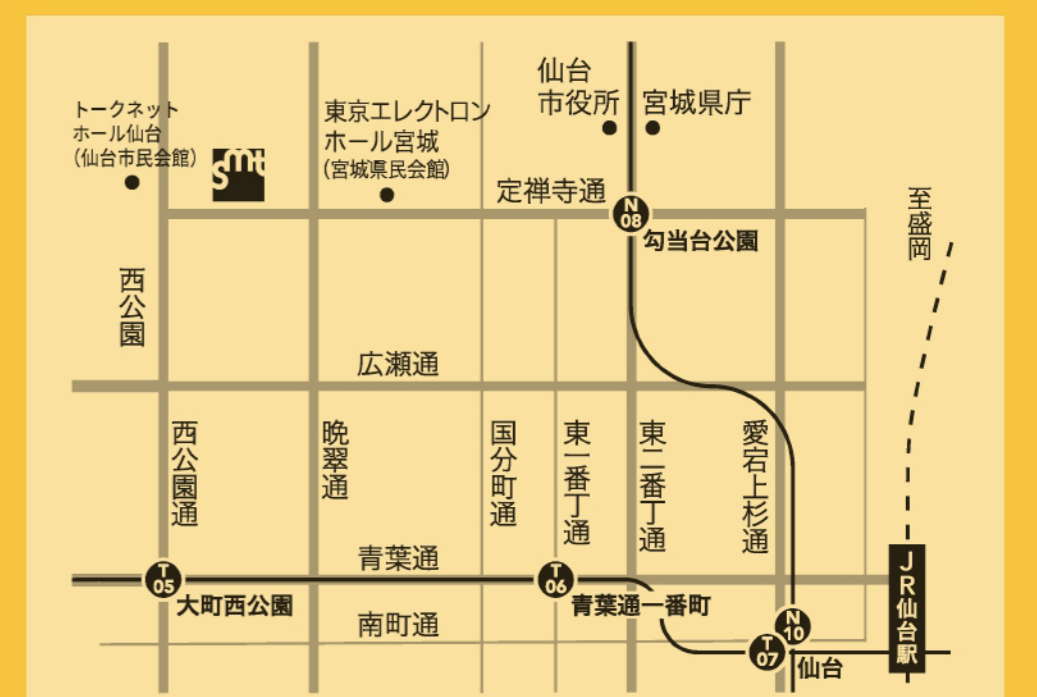 トークネット
ホール仙台
(仙台市民会館)
smt
東京エレクトロン
ホール宮城
(宮城県民会館)
仙台
市役所
宮城県庁
定禅寺通
N
08
勾当台公園
至盛岡
西公園
広瀬通
西公園通
晩翠通
国分町通
東一番丁通
東二番丁通
愛宕上杉通
青葉通
T
05
大町西公園
T
06
青葉通一番町
南町通
N
10
T
07
仙台
JR仙台駅